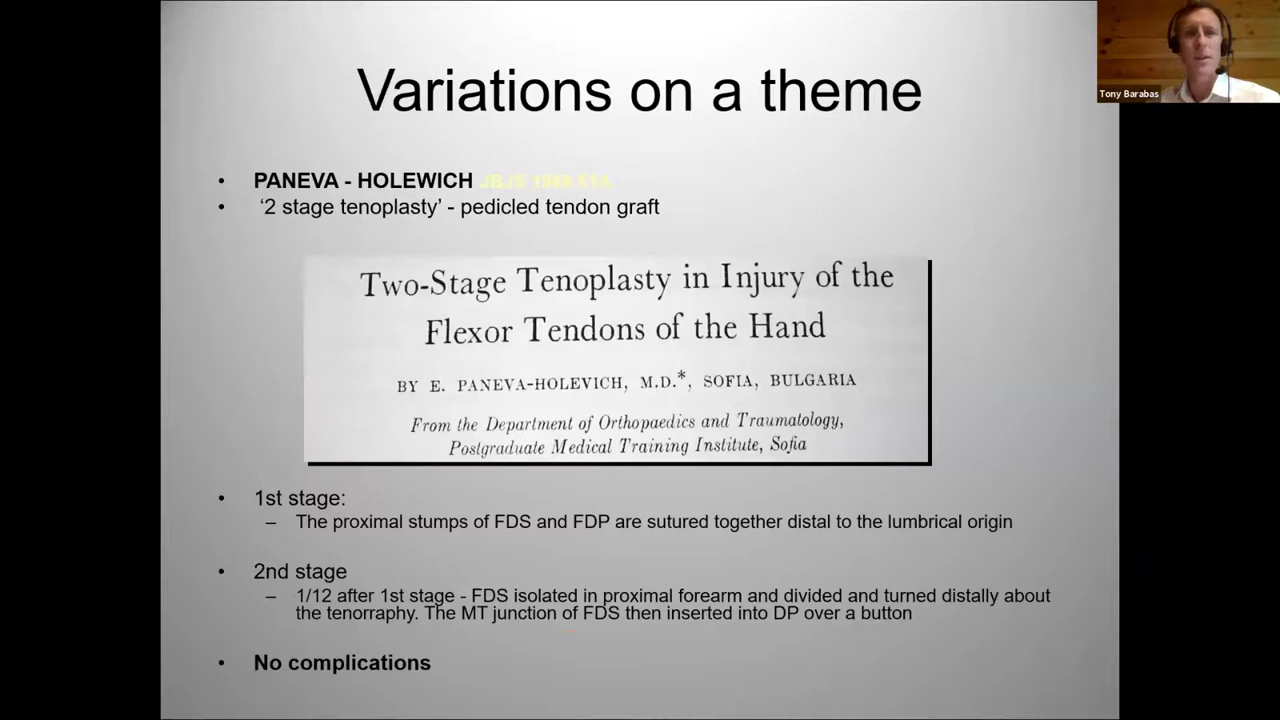 Variations on a theme
Tony Barabas
• PANEVA - HOLEWICH JBJS
• ‘2 stage tenoplasty’ - pedicled tendon graft
Two-Stage Tenoplasty in Injury of the
Flexor Tendons of the Hand
BY E. PANEVA-HOLEVICH, M.D.*, SOFIA, BULGARIA
From the Department of Orthopaedics and Traumatology,
Postgraduate Medical Training Institute, Sofia
• 1st stage:
– The proximal stumps of FDS and FDP are sutured together distal to the lumbrical origin
• 2nd stage
– 1/12 after 1st stage - FDS isolated in proximal forearm and divided and turned distally about
the tenorraphy. The MT junction of FDS then inserted into DP over a button
• No complications